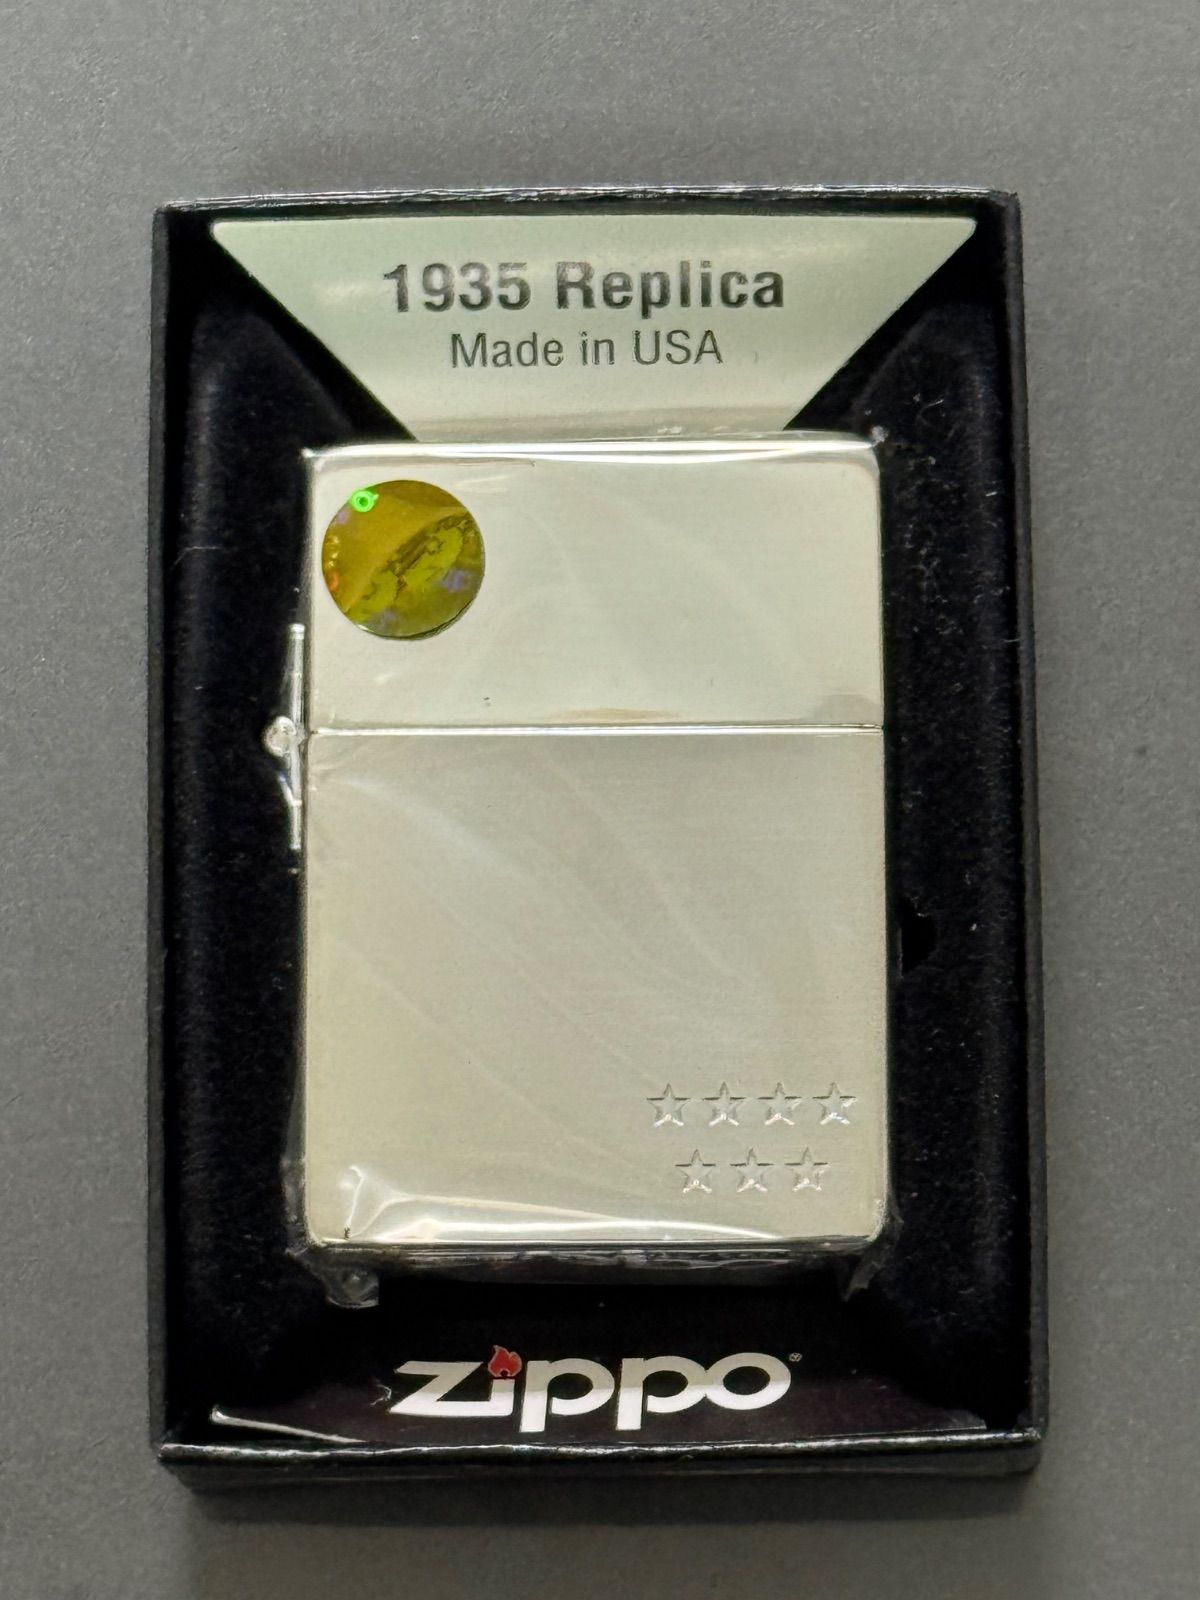 1935 Replica
Made in USA
zippo